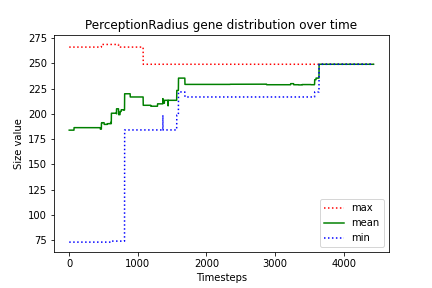 PerceptionRadius gene distribution over time
275
250
225
200
175
150
125
100
75
Size value
max
mean
min
0 1000 2000 3000 4000
Timesteps